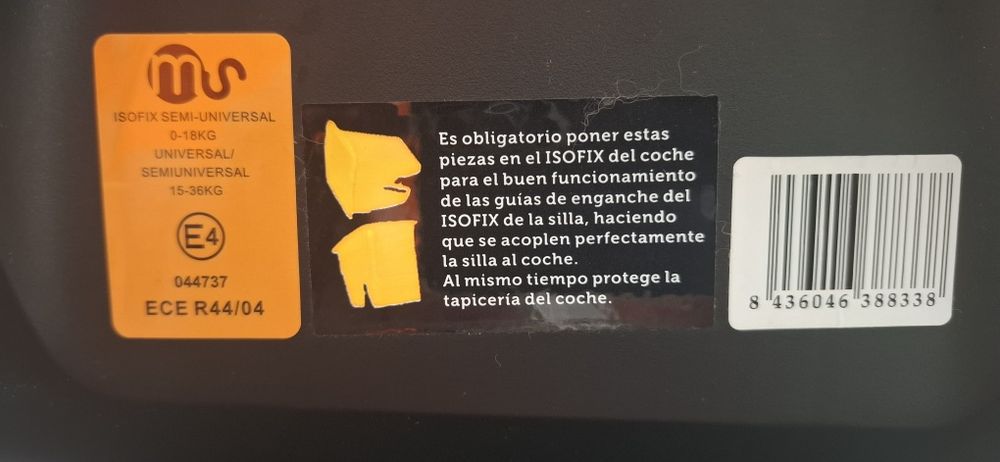 ms
ISOFIX SEMI-UNIVERSAL
0-18KG
UNIVERSAL/
SEMIUNIVERSAL
15-36KG
E4
044737
ECE R44/04
Es obligatorio poner estas
piezas en el ISOFIX del coche
para el buen funcionamiento
de las guías de enganche del
ISOFIX de la silla, haciendo
que se acoplen perfectamente
la silla al coche.
Al mismo tiempo protege la
tapicería del coche.
8 436046 388338